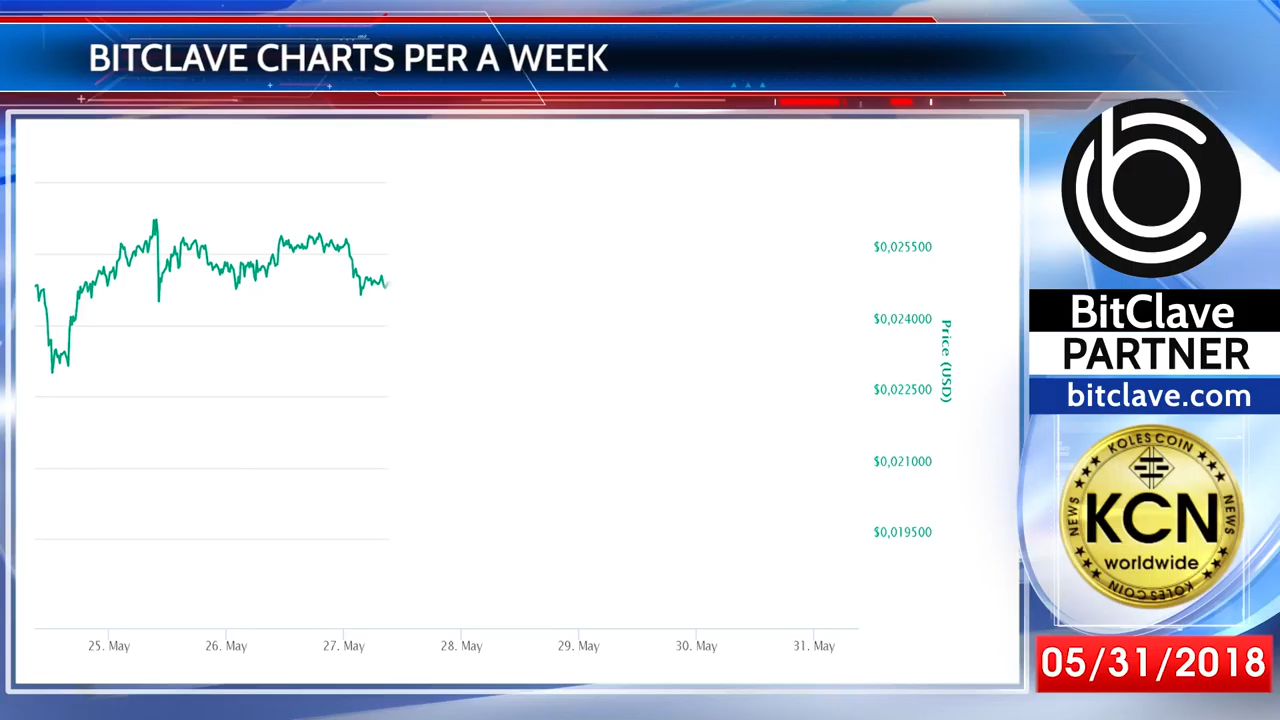 BITCLAVE CHARTS PER A WEEK
$0,025500
$0,024000
$0,022500
$0,021000
$0,019500
Price (USD)
25. May
26. May
27. May
28. May
29. May
30. May
31. May
BitClave
PARTNER
bitclave.com
KOLES COIN
NEWS
KCN
NEWS
worldwide
KOLES COIN
05/31/2018